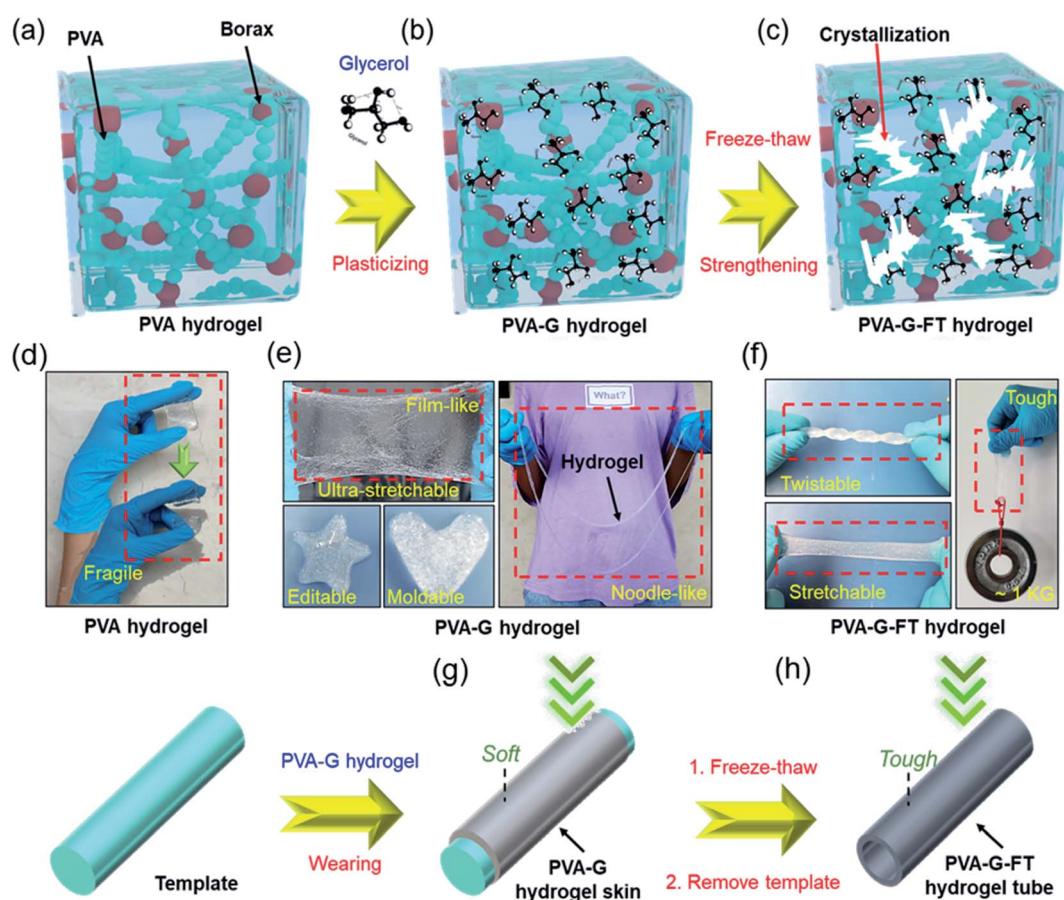 (a)
PVA
Borax
PVA hydrogel
Glycerol
Glycerol
Plasticizing
(b)
PVA-G hydrogel
Freeze-thaw
Strengthening
(c)
Crystallization
PVA-G-FT hydrogel
(d)
Fragile
PVA hydrogel
(e)
Film-like
Ultra-stretchable
Editable
Moldable
What?
Hydrogel
Noodle-like
PVA-G hydrogel
(f)
Twistable
Stretchable
Tough
~ 1 KG
PVA-G-FT hydrogel
Template
PVA-G hydrogel
Wearing
(g)
Soft
PVA-G
hydrogel skin
1. Freeze-thaw
2. Remove template
(h)
Tough
PVA-G-FT
hydrogel tube